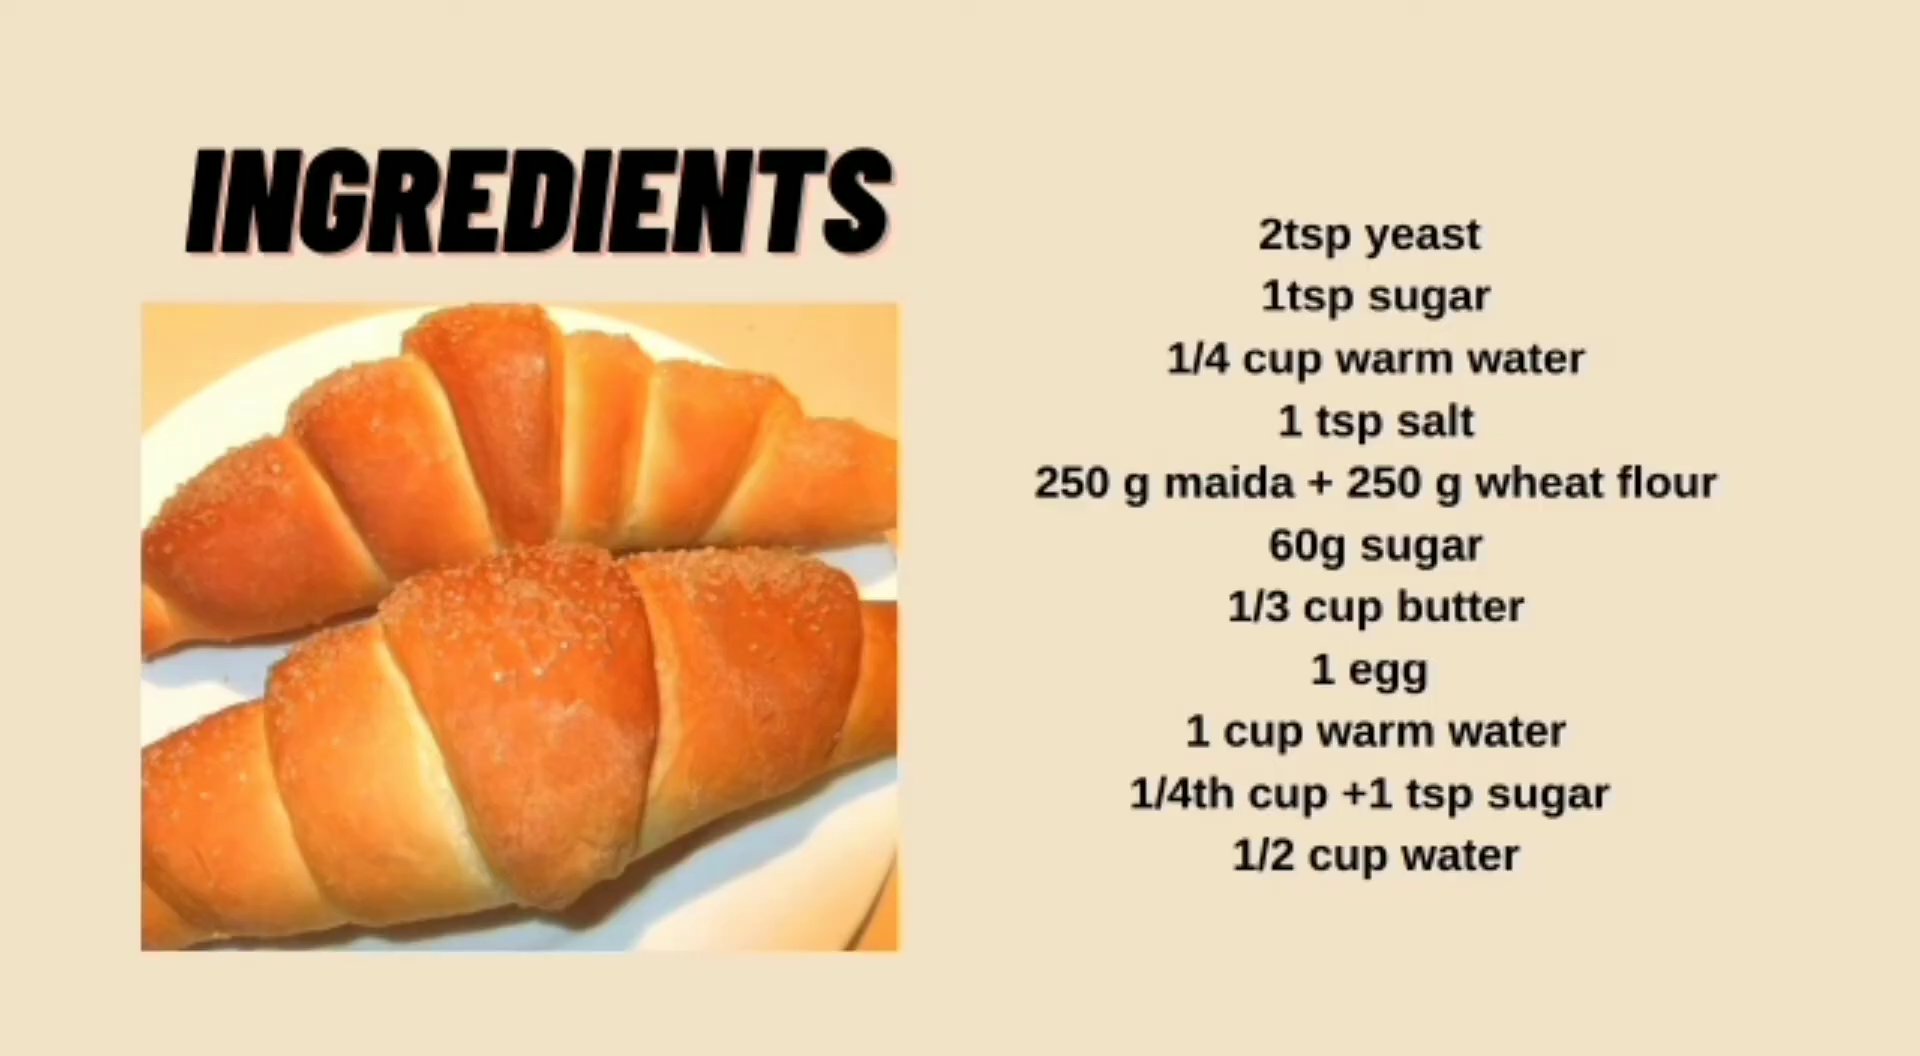 INGREDIENTS
2tsp yeast
1tsp sugar
1/4 cup warm water
1 tsp salt
250 g maida + 250 g wheat flour
60g sugar
1/3 cup butter
1 egg
1 cup warm water
1/4th cup +1 tsp sugar
1/2 cup water